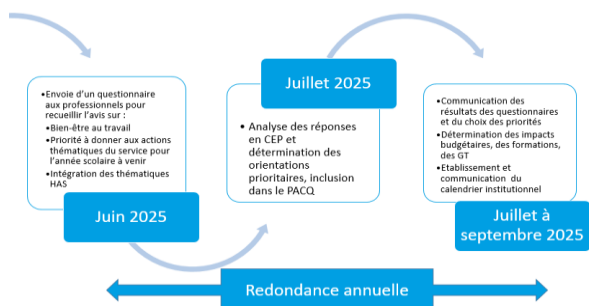 •Envoie d'un questionnaire
aux professionnels pour
recueillir l'avis sur :
•Bien-être au travail
•Priorité à donner aux actions
thématiques du service pour
l'année scolaire à venir
•Intégration des thématiques
HAS
Juin 2025
Juillet 2025
• Analyse des réponses
en CEP et
détermination des
orientations
prioritaires, inclusion
dans le PACQ
•Communication des
résultats des questionnaires
et du choix des priorités
•Détermination des impacts
budgétaires, des formations,
des GT
•Etablissement et
communication du
calendrier institutionnel
Juillet à
septembre 2025
Redondance annuelle